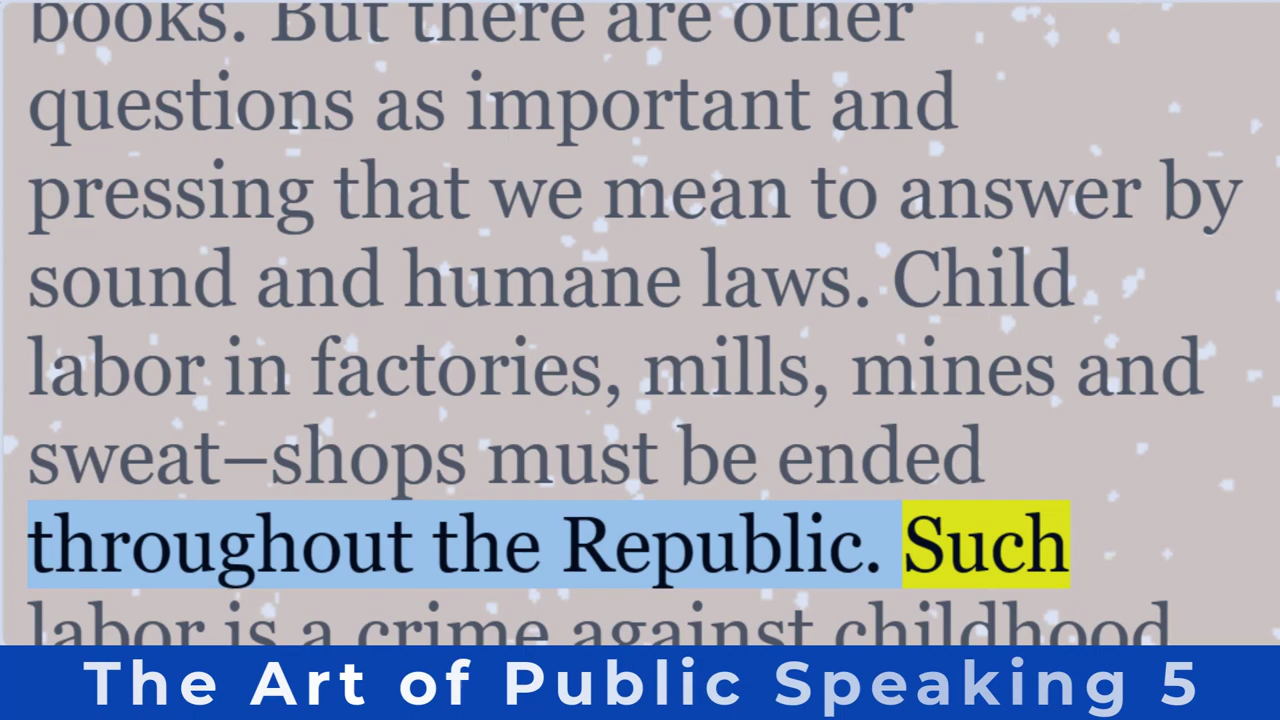 books. But there are other
questions as important and
pressing that we mean to answer by
sound and humane laws. Child
labor in factories, mills, mines and
sweat–shops must be ended
throughout the Republic. Such
labor is a crime against childhood
The Art of Public Speaking 5